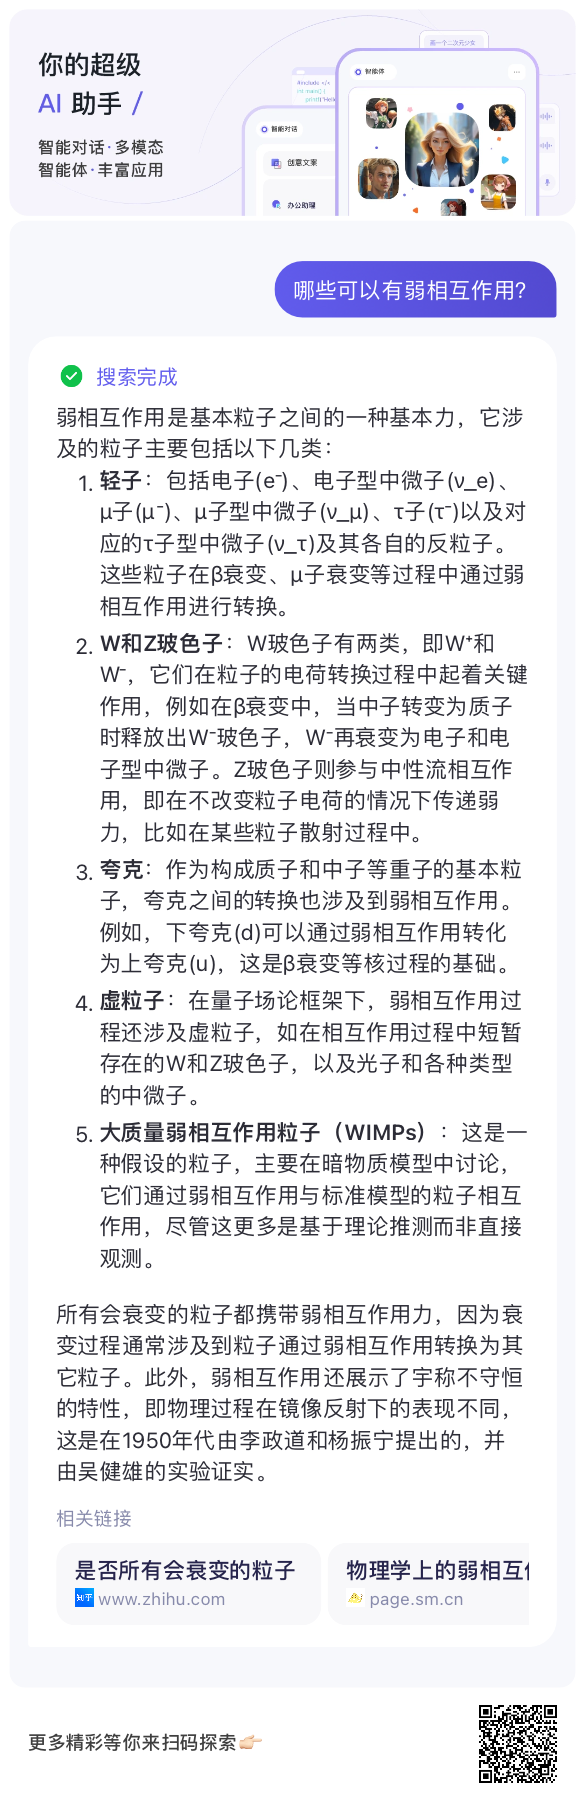 你的超级
AI 助手 /
智能对话·多模态
智能体·丰富应用
#include </>
智能对话
创意文案
办公助理
画一个二次元少女
智能体
哪些可以有弱相互作用?
搜索完成
弱相互作用是基本粒子之间的一种基本力，它涉
及的粒子主要包括以下几类：
1. 轻子：包括电子(e⁻)、电子型中微子(ν_e)、
μ子(μ⁻)、μ子型中微子(ν_μ)、τ子(τ⁻)以及对
应的τ子型中微子(ν_τ)及其各自的反粒子。
这些粒子在β衰变、μ子衰变等过程中通过弱
相互作用进行转换。
2. W和Z玻色子：W玻色子有两类，即W⁺和
W⁻，它们在粒子的电荷转换过程中起着关键
作用，例如在β衰变中，当中子转变为质子
时释放出W⁻玻色子，W⁻再衰变为电子和电
子型中微子。Z玻色子则参与中性流相互作
用，即在不改变粒子电荷的情况下传递弱
力，比如在某些粒子散射过程中。
3. 夸克：作为构成质子和中子等重子的基本粒
子，夸克之间的转换也涉及到弱相互作用。
例如，下夸克(d)可以通过弱相互作用转化
为上夸克(u)，这是β衰变等核过程的基础。
4. 虚粒子：在量子场论框架下，弱相互作用过
程还涉及虚粒子，如在相互作用过程中短暂
存在的W和Z玻色子，以及光子和各种类型
的中微子。
5. 大质量弱相互作用粒子（WIMPs）：这是一
种假设的粒子，主要在暗物质模型中讨论，
它们通过弱相互作用与标准模型的粒子相互
作用，尽管这更多是基于理论推测而非直接
观测。
所有会衰变的粒子都携带弱相互作用力，因为衰
变过程通常涉及到粒子通过弱相互作用转换为其
它粒子。此外，弱相互作用还展示了宇称不守恒
的特性，即物理过程在镜像反射下的表现不同，
这是在1950年代由李政道和杨振宁提出的，并
由吴健雄的实验证实。
相关链接
是否所有会衰变的粒子
知乎 www.zhihu.com
物理学上的弱相互
page.sm.cn
更多精彩等你来扫码探索👉🏻